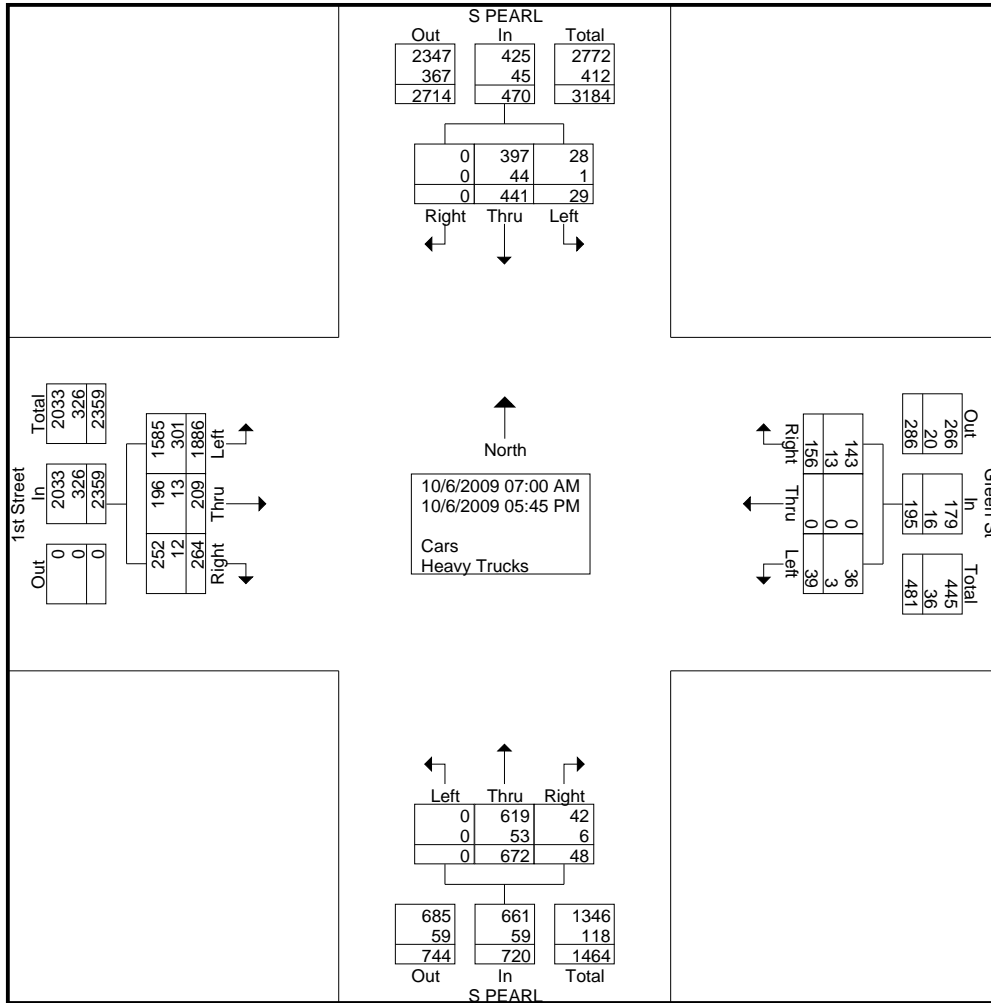 S PEARL
Out In Total
2347 425 2772
367 45 412
2714 470 3184
0 397 28
0 44 1
0 441 29
Right Thru Left
1st Street
Total
2033
326
2359
In
2033
326
2359
Out
0
0
0
Left
1585
301
1886
Thru
196
13
209
Right
252
12
264
North
10/6/2009 07:00 AM
10/6/2009 05:45 PM
Cars
Heavy Trucks
Right
143
13
156
Thru
0
0
0
Left
36
3
39
Green St
Out
266
20
286
In
179
16
195
Total
445
36
481
Left Thru Right
0 619 42
0 53 6
0 672 48
685 661 1346
59 59 118
744 720 1464
Out In Total
S PEARL